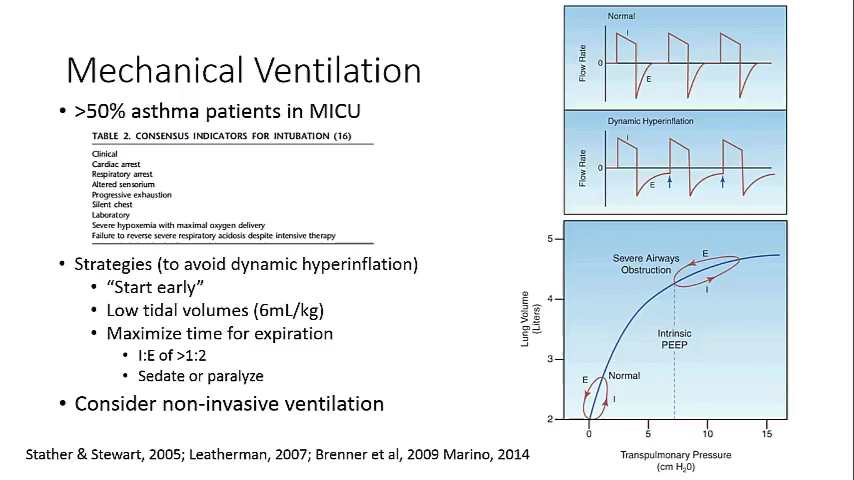 Mechanical Ventilation
• >50% asthma patients in MICU
TABLE 2. CONSENSUS INDICATORS FOR INTUBATION (16)
Clinical
Cardiac arrest
Respiratory arrest
Altered sensorium
Progressive exhaustion
Silent chest
Laboratory
Severe hypoxemia with maximal oxygen delivery
Failure to reverse severe respiratory acidosis despite intensive therapy
• Strategies (to avoid dynamic hyperinflation)
• “Start early”
• Low tidal volumes (6mL/kg)
• Maximize time for expiration
• I:E of >1:2
• Sedate or paralyze
• Consider non-invasive ventilation
Stather & Stewart, 2005; Leatherman, 2007; Brenner et al, 2009 Marino, 2014
Normal
Flow Rate
0
I
E
Dynamic Hyperinflation
Flow Rate
0
I
E
Lung Volume
(Liters)
5
4
3
2
Severe Airways
Obstruction
E
I
Intrinsic
PEEP
E
Normal
I
0 5 10 15
Transpulmonary Pressure
(cm H₂0)